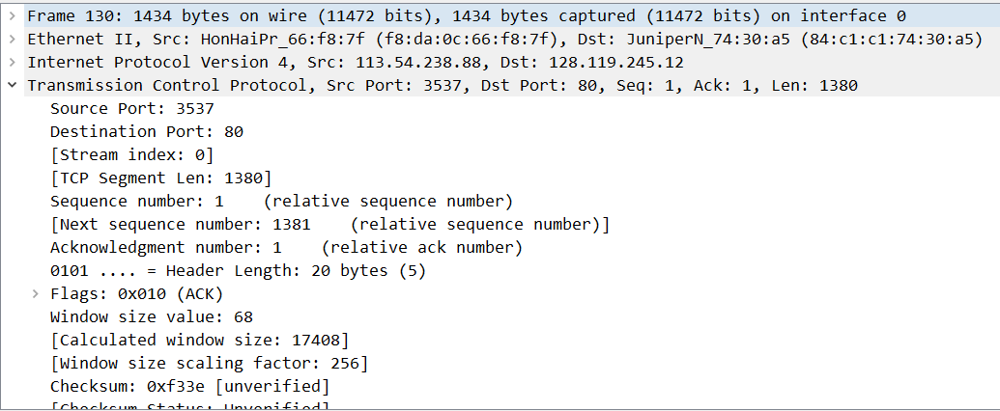 Frame 130: 1434 bytes on wire (11472 bits), 1434 bytes captured (11472 bits) on interface 0
Ethernet II, Src: HonHaiPr_66:f8:7f (f8:da:0c:66:f8:7f), Dst: JuniperN_74:30:a5 (84:c1:c1:74:30:a5)
Internet Protocol Version 4, Src: 113.54.238.88, Dst: 128.119.245.12
Transmission Control Protocol, Src Port: 3537, Dst Port: 80, Seq: 1, Ack: 1, Len: 1380
Source Port: 3537
Destination Port: 80
[Stream index: 0]
[TCP Segment Len: 1380]
Sequence number: 1    (relative sequence number)
[Next sequence number: 1381    (relative sequence number)]
Acknowledgment number: 1    (relative ack number)
0101 .... = Header Length: 20 bytes (5)
Flags: 0x010 (ACK)
Window size value: 68
[Calculated window size: 17408]
[Window size scaling factor: 256]
Checksum: 0xf33e [unverified]
[Checksum Status: Unverified]